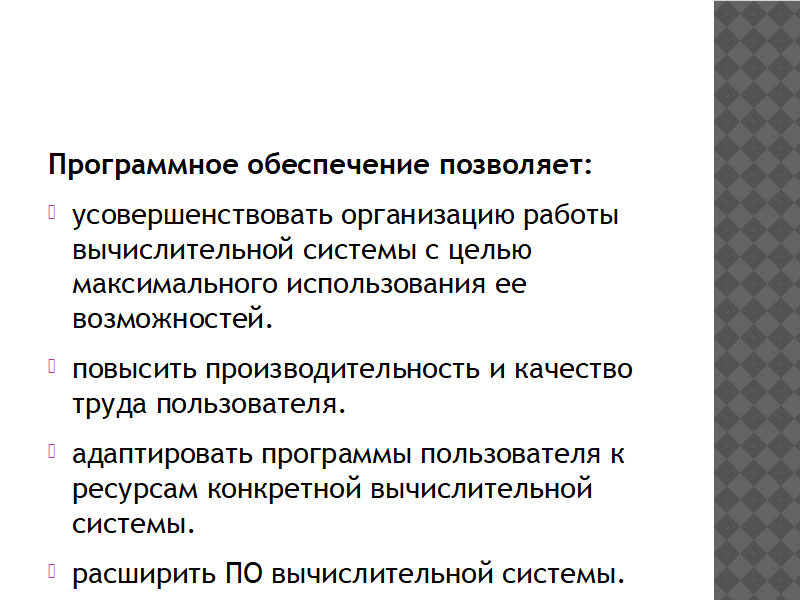 Программное обеспечение позволяет:
усовершенствовать организацию работы
вычислительной системы с целью
максимального использования ее
возможностей.
повысить производительность и качество
труда пользователя.
адаптировать программы пользователя к
ресурсам конкретной вычислительной
системы.
расширить ПО вычислительной системы.